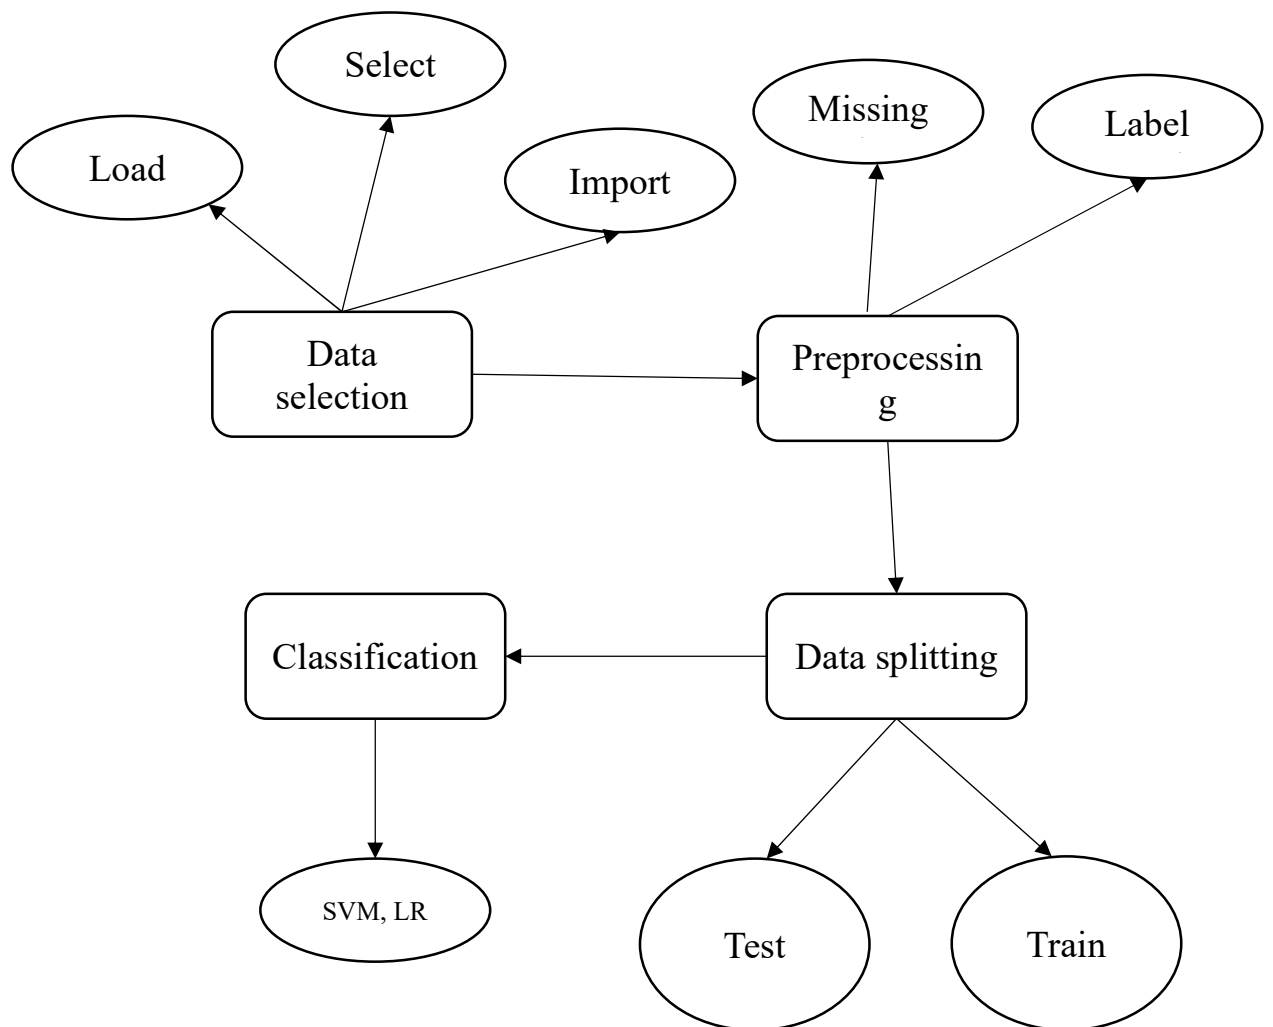 Select
Missing
Label
Load
Import
Data
selection
Preprocessin
g
Classification
Data splitting
SVM, LR
Test
Train